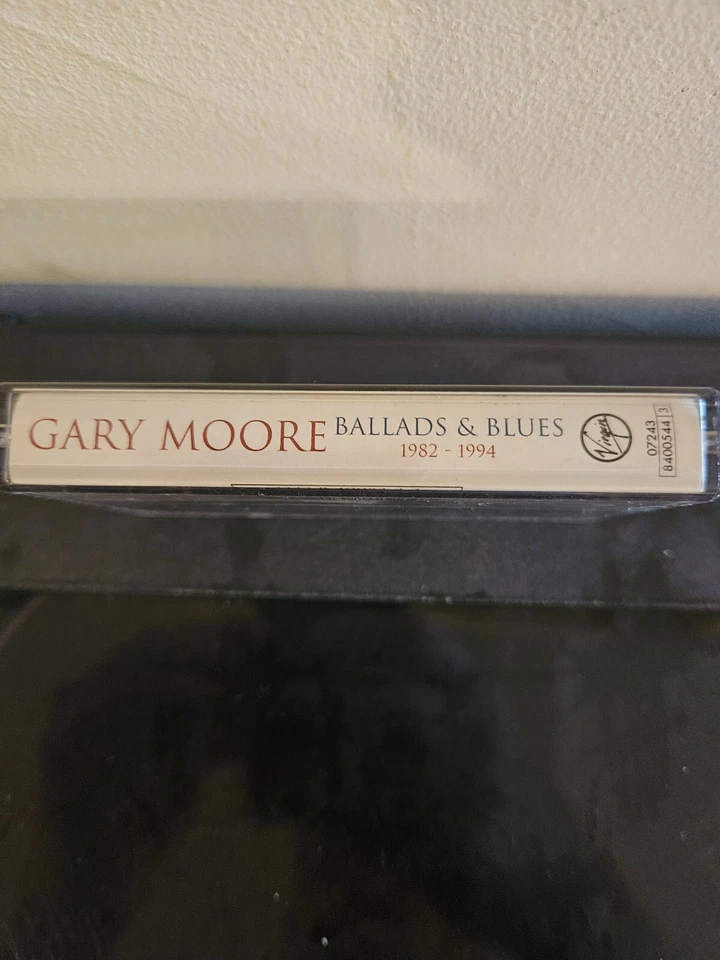 GARY MOORE
BALLADS & BLUES
1982 - 1994
Virgin
07243
8400544 3